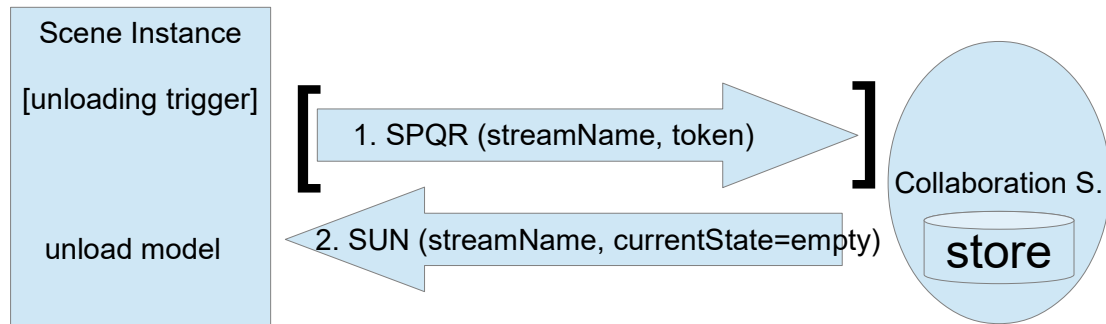 Scene Instance
[unloading trigger]
[ ]
1. SPQR (streamName, token)
Collaboration S.
2. SUN (streamName, currentState=empty)
unload model
store